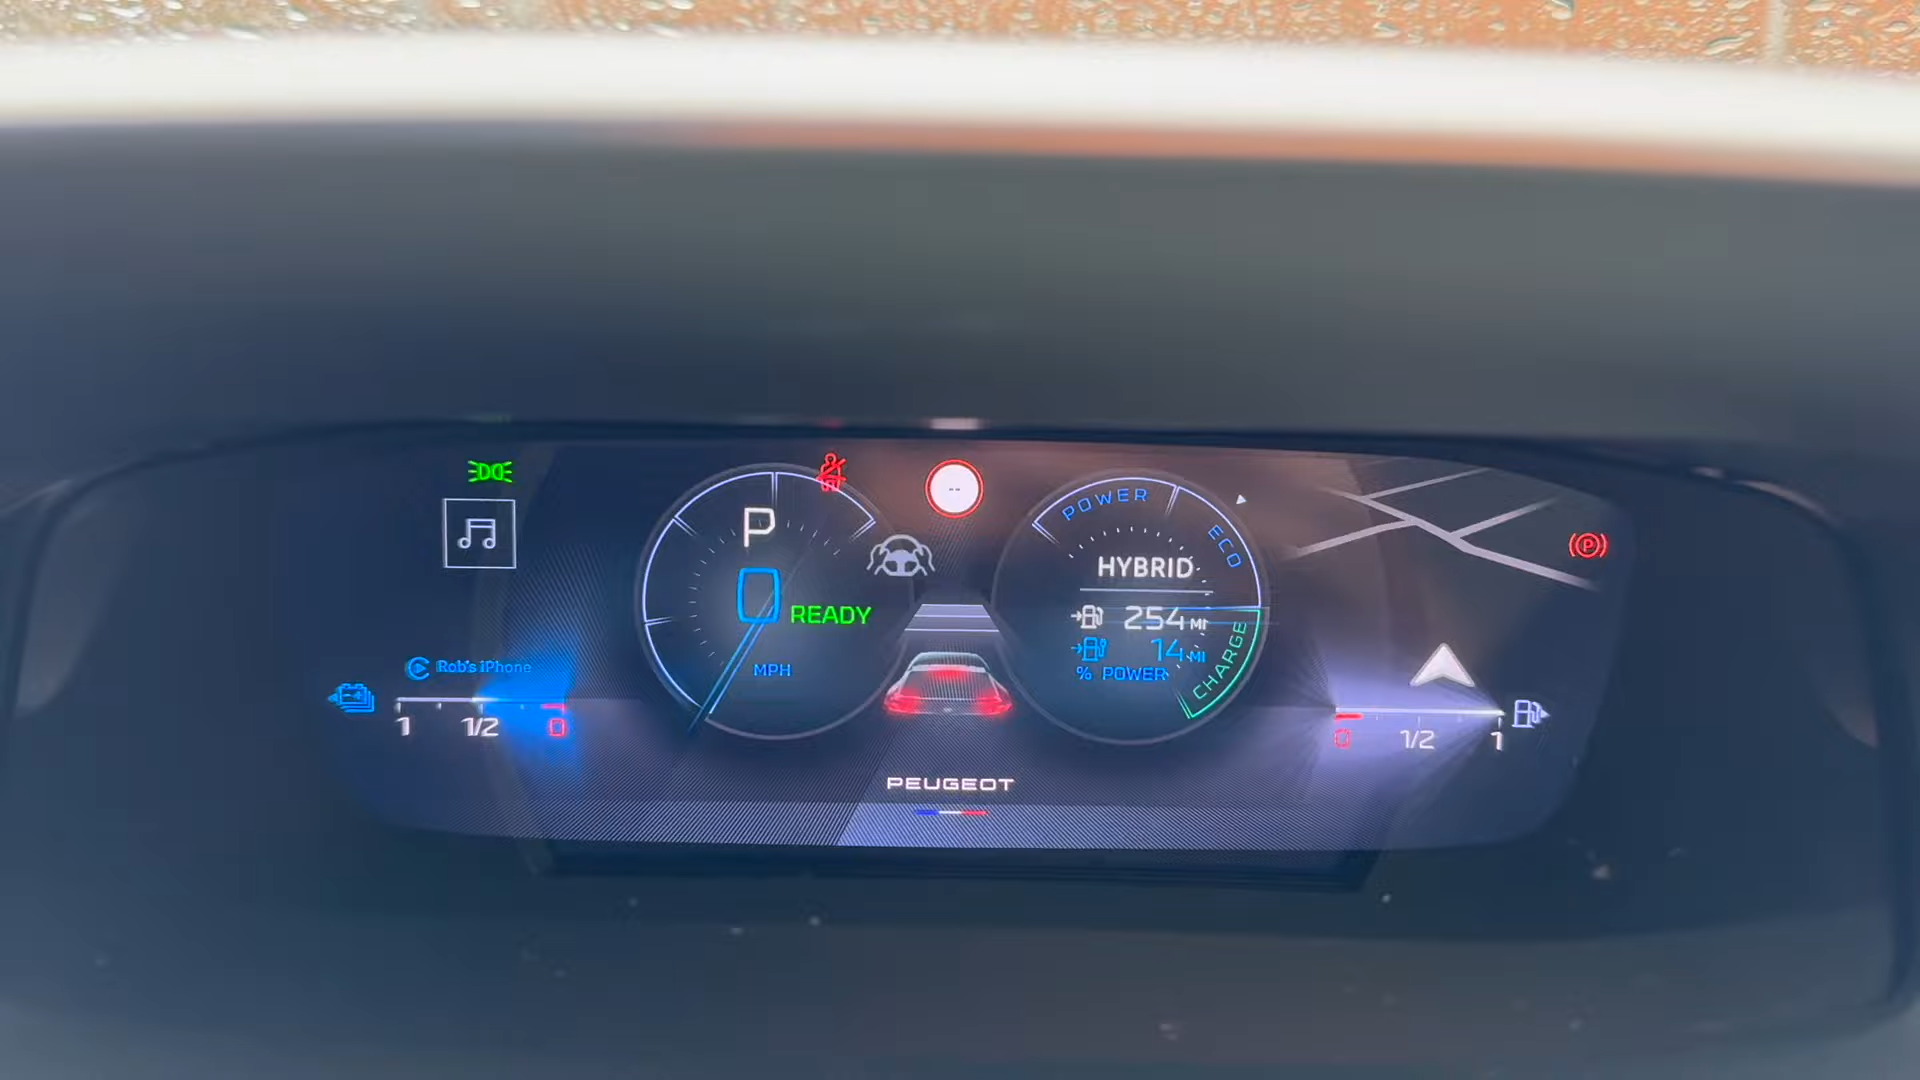 P
0
READY
MPH
Rob's iPhone
1 1/2 0
--
POWER
ECO
HYBRID
254 MI
14 MI
% POWER
CHARGE
P
0 1/2 1
PEUGEOT